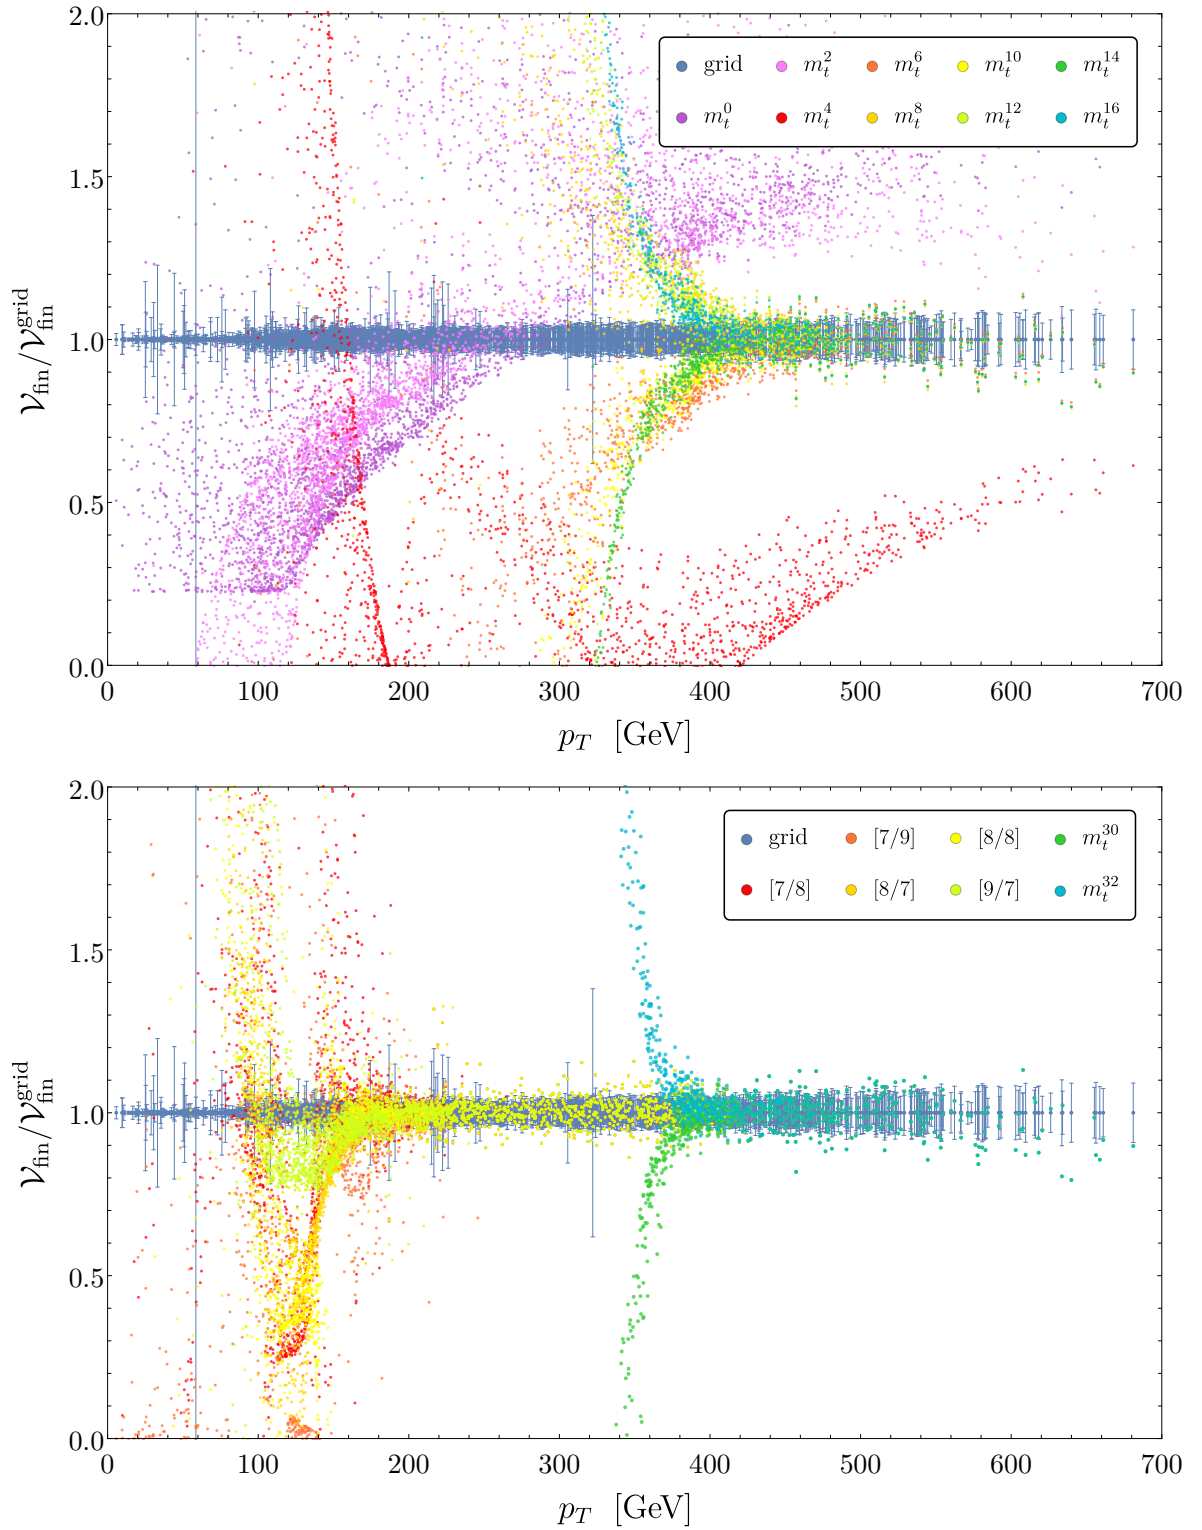 2.0
1.5
1.0
0.5
0.0
𝒱_fin/𝒱_fin^grid
grid m_t^2 m_t^6 m_t^10 m_t^14
m_t^0 m_t^4 m_t^8 m_t^12 m_t^16
0 100 200 300 400 500 600 700
p_T [GeV]
2.0
1.5
1.0
0.5
0.0
𝒱_fin/𝒱_fin^grid
grid [7/9] [8/8] m_t^30
[7/8] [8/7] [9/7] m_t^32
0 100 200 300 400 500 600 700
p_T [GeV]